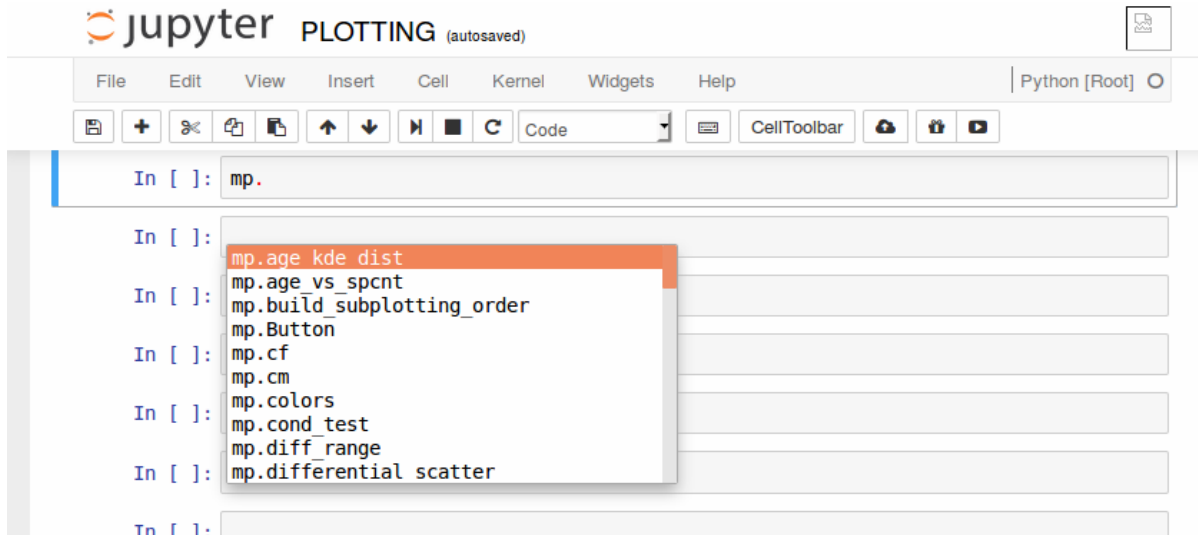 jupyter PLOTTING (autosaved)
File Edit View Insert Cell Kernel Widgets Help Python [Root]
Code CellToolbar
In [ ]: mp.
In [ ]:
mp.age_kde_dist
mp.age_vs_spcnt
In [ ]: mp.build_subplotting_order
mp.Button
In [ ]: mp.cf
mp.cm
In [ ]: mp.colors
mp.cond_test
mp.diff_range
In [ ]: mp.differential_scatter
In [ ]: